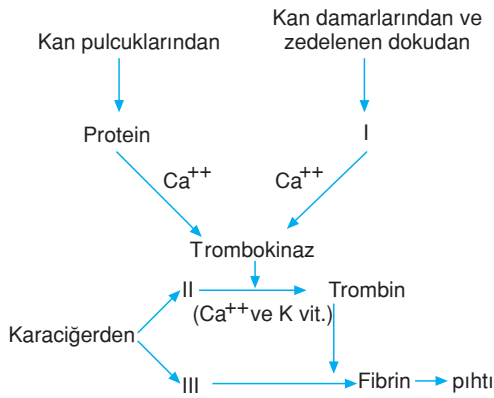 Kan pulcuklarından
Kan damarlarından ve
zedelenen dokudan
Protein
I
Ca++
Ca++
Trombokinaz
II
Trombin
(Ca++ ve K vit.)
Karaciğerden
III
Fibrin
pıhtı